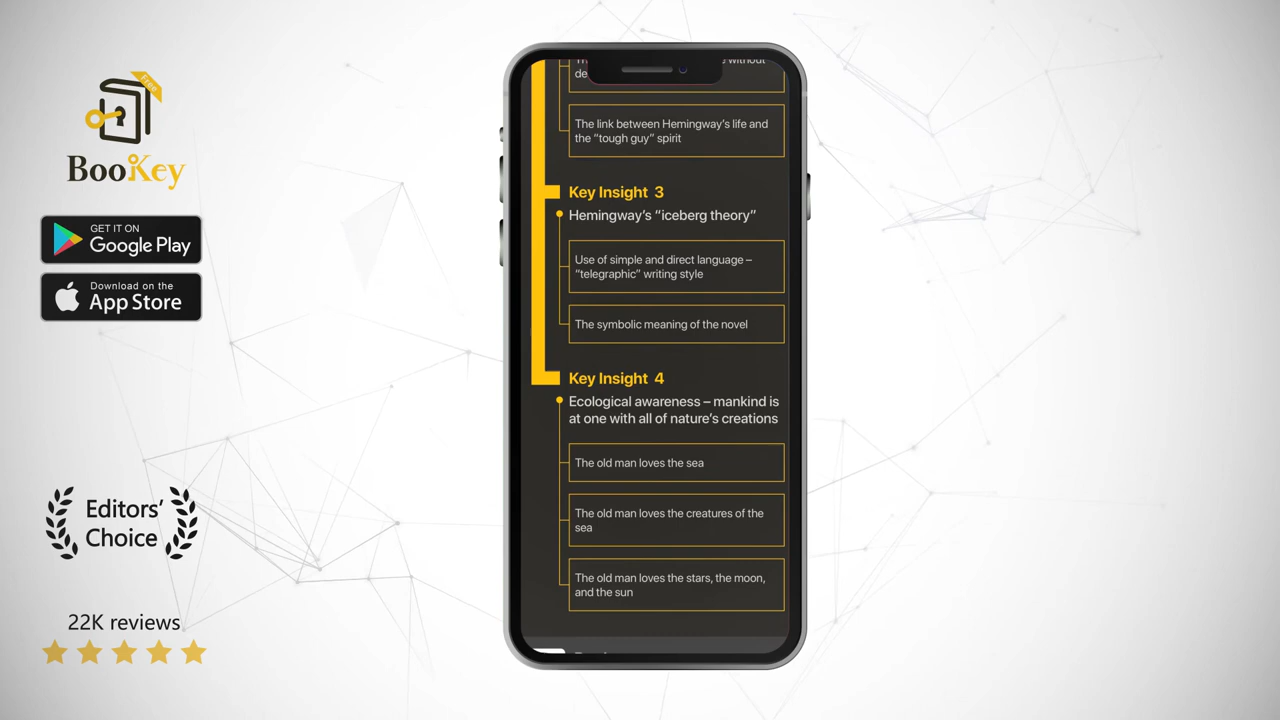 Free
BooKey
GET IT ON
Google Play
Download on the
App Store
Editors’
Choice
22K reviews
without
de
The link between Hemingway’s life and
the “tough guy” spirit
Key Insight 3
Hemingway’s “iceberg theory”
Use of simple and direct language –
“telegraphic” writing style
The symbolic meaning of the novel
Key Insight 4
Ecological awareness – mankind is
at one with all of nature’s creations
The old man loves the sea
The old man loves the creatures of the
sea
The old man loves the stars, the moon,
and the sun